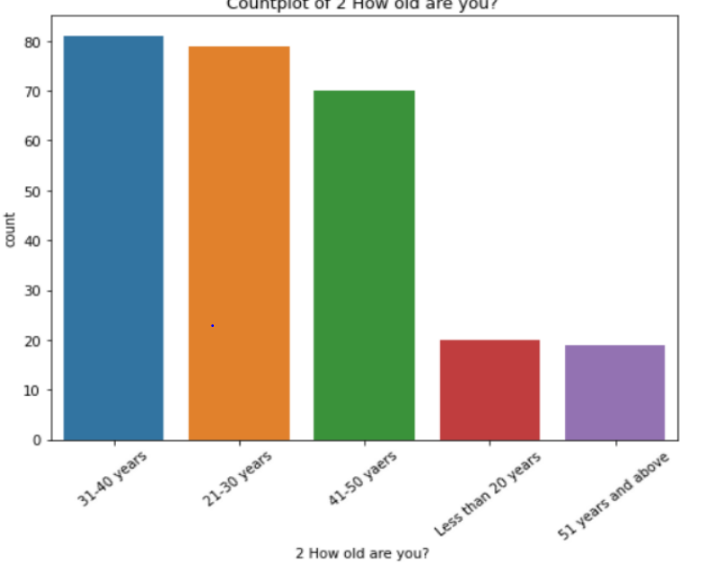 Countplot of 2 How old are you?
80
70
60
50
40
30
20
10
0
count
31-40 years
21-30 years
41-50 yaers
Less than 20 years
51 years and above
2 How old are you?